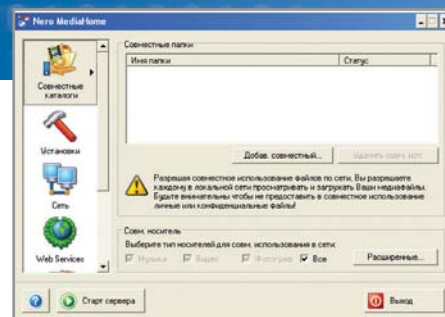 Nero MediaHome
Совместные каталоги
Установки
Сеть
Web Services
Совместные папки
Имя папки
Статус
Добав. совместный...
Удалить совм. кат.
Разрешая совместное использование файлов по сети, Вы разрешаете
каждому в локальной сети просматривать и загружать Ваши медиафайлы.
Будьте внимательны чтобы не предоставить в совместное использование
личные или конфиденциальные файлы!
Совм. носитель
Выберите тип носителей для совм. использования в сети:
Музыка
Видео
Фотограф
Все
Расширенные...
Старт сервера
Выход